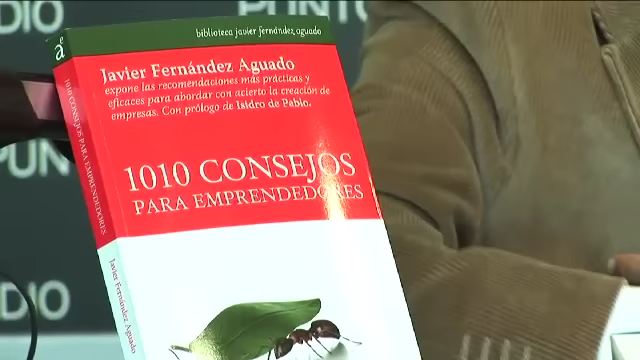 DIO
PUNTO
biblioteca javier fernández aguado
Javier Fernández Aguado
expone las recomendaciones más prácticas y
eficaces para abordar con acierto la creación de
empresas. Con prólogo de Isidro de Pablo.
1010 CONSEJOS
PARA EMPRENDEDORES
1010 CONSEJOS PARA EMPRENDEDORES
Javier Fernández Aguado
PUNT
DIO